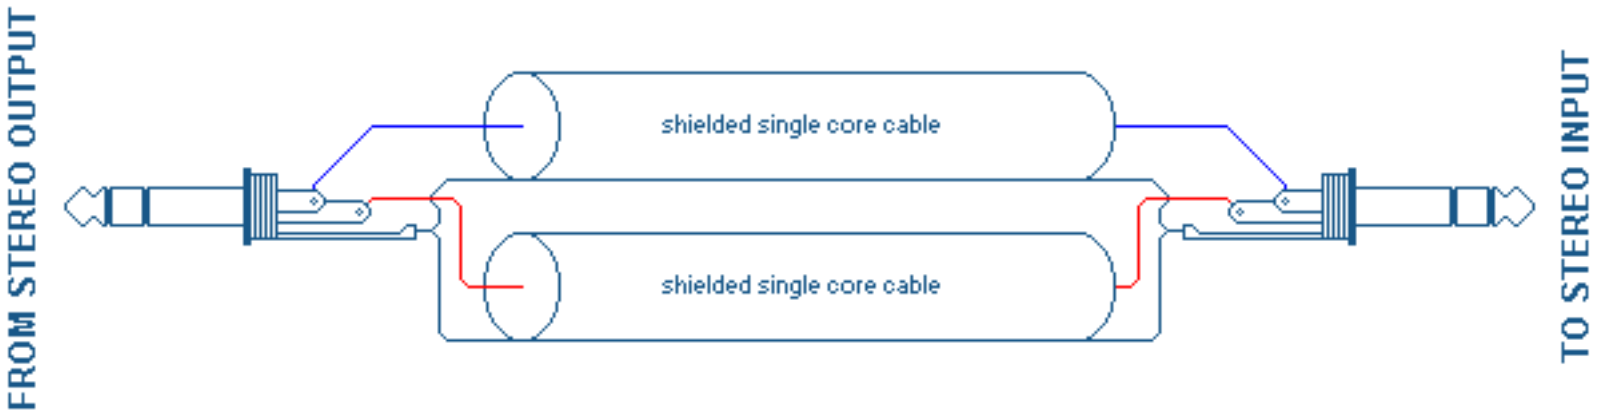 FROM STEREO OUTPUT
shielded single core cable
shielded single core cable
TO STEREO INPUT